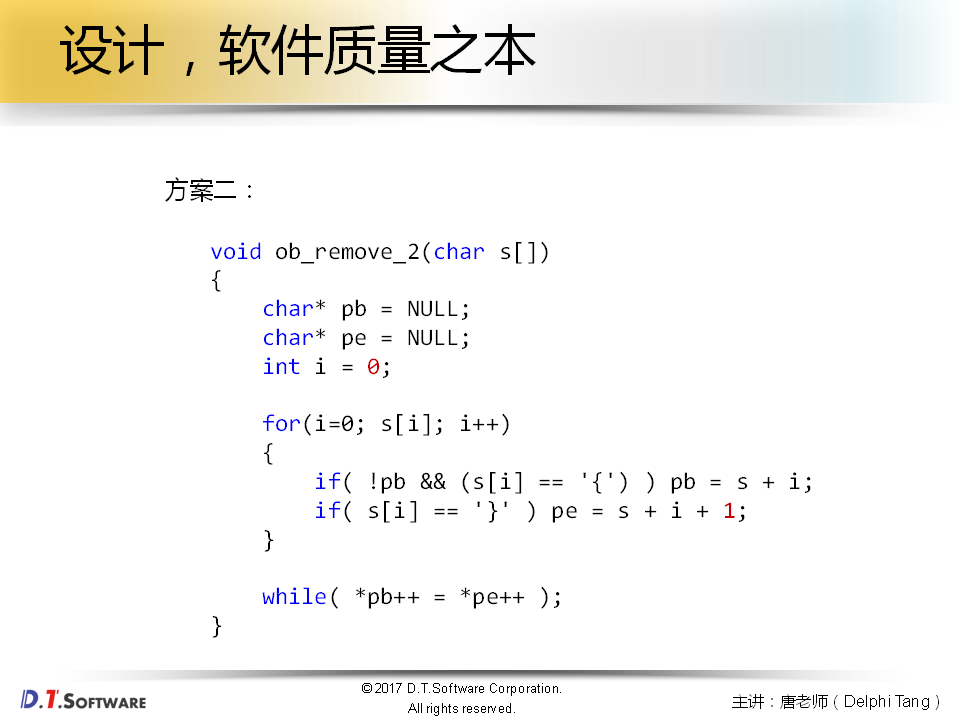 设计，软件质量之本
方案二：
void ob_remove_2(char s[])
{
    char* pb = NULL;
    char* pe = NULL;
    int i = 0;
    for(i=0; s[i]; i++)
    {
        if( !pb && (s[i] == '{') ) pb = s + i;
        if( s[i] == '}' ) pe = s + i + 1;
    }
    while( *pb++ = *pe++ );
}
D.T.SOFTWARE
©2017 D.T.Software Corporation.
All rights reserved.
主讲：唐老师（Delphi Tang）